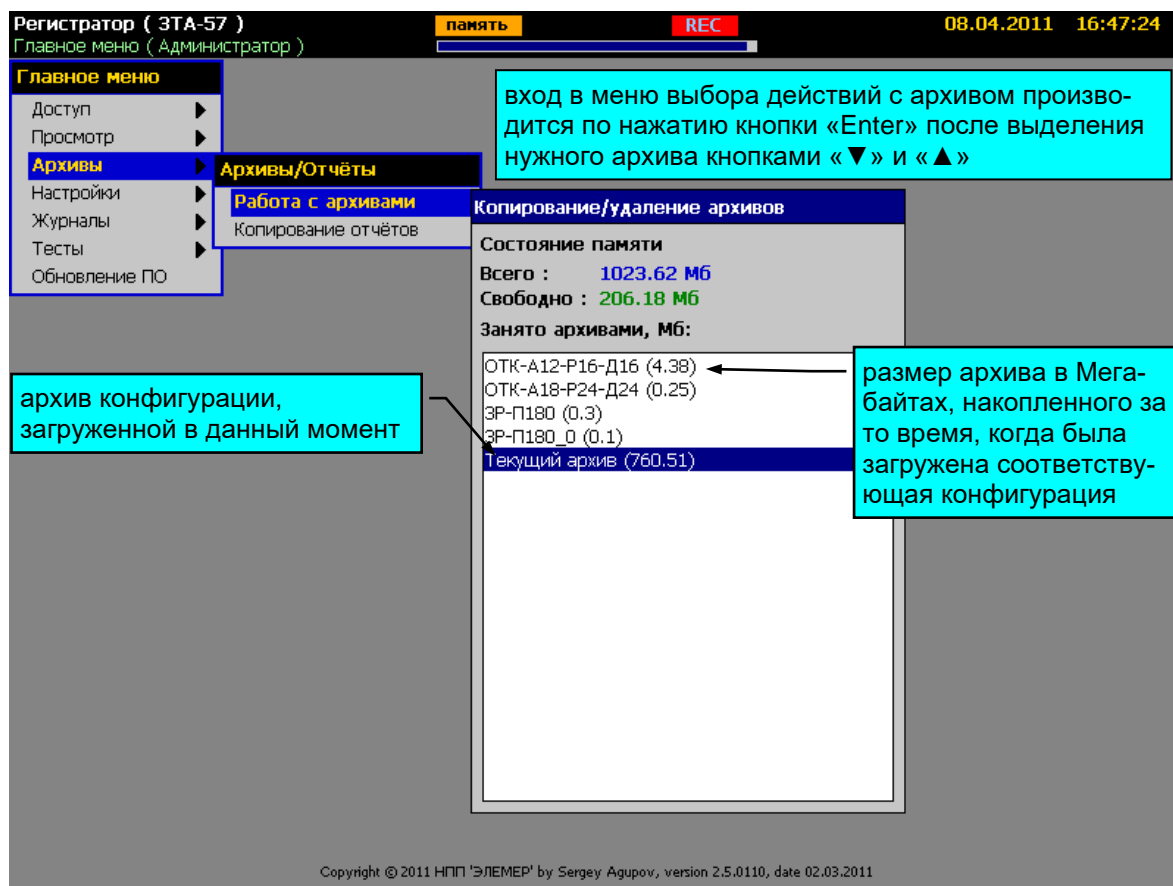 Регистратор ( ЗТА-57 )
память
REC
08.04.2011 16:47:24
Главное меню ( Администратор )
Главное меню
Доступ
Просмотр
Архивы
Настройки
Журналы
Тесты
Обновление ПО
Архивы/Отчёты
Работа с архивами
Копирование отчётов
вход в меню выбора действий с архивом произво-
дится по нажатию кнопки «Enter» после выделения
нужного архива кнопками «▼» и «▲»
Копирование/удаление архивов
Состояние памяти
Всего : 1023.62 Мб
Свободно : 206.18 Мб
Занято архивами, Мб:
ОТК-А12-Р16-Д16 (4.38)
ОТК-А18-Р24-Д24 (0.25)
ЗР-П180 (0.3)
ЗР-П180_0 (0.1)
Текущий архив (760.51)
архив конфигурации,
загруженной в данный момент
размер архива в Мега-
байтах, накопленного за
то время, когда была
загружена соответству-
ющая конфигурация
Copyright © 2011 НПП 'ЭЛЕМЕР' by Sergey Agupov, version 2.5.0110, date 02.03.2011